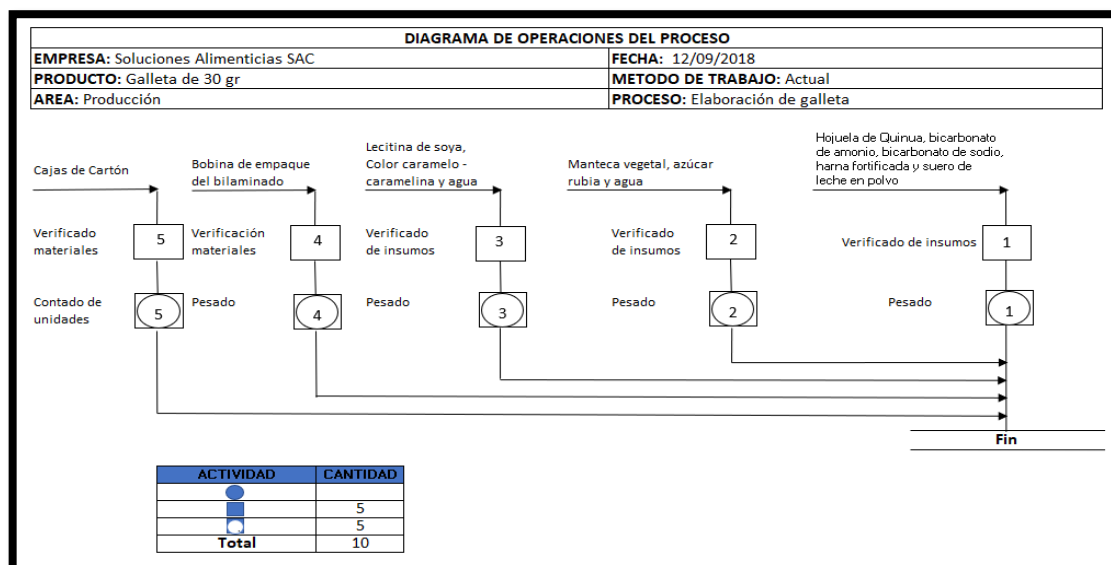 DIAGRAMA DE OPERACIONES DEL PROCESO
EMPRESA: Soluciones Alimenticias SAC
FECHA: 12/09/2018
PRODUCTO: Galleta de 30 gr
METODO DE TRABAJO: Actual
AREA: Producción
PROCESO: Elaboración de galleta
Cajas de Cartón
Bobina de empaque
del bilaminado
Lecitina de soya,
Color caramelo -
caramelina y agua
Manteca vegetal, azúcar
rubia y agua
Hojuela de Quinua, bicarbonato
de amonio, bicarbonato de sodio,
harna fortificada y suero de
leche en polvo
Verificado
materiales
5
Verificación
materiales
4
Verificado
de insumos
3
Verificado
de insumos
2
Verificado de insumos
1
Contado de
unidades
5
Pesado
4
Pesado
3
Pesado
2
Pesado
1
Fin
ACTIVIDAD CANTIDAD
5
5
Total 10